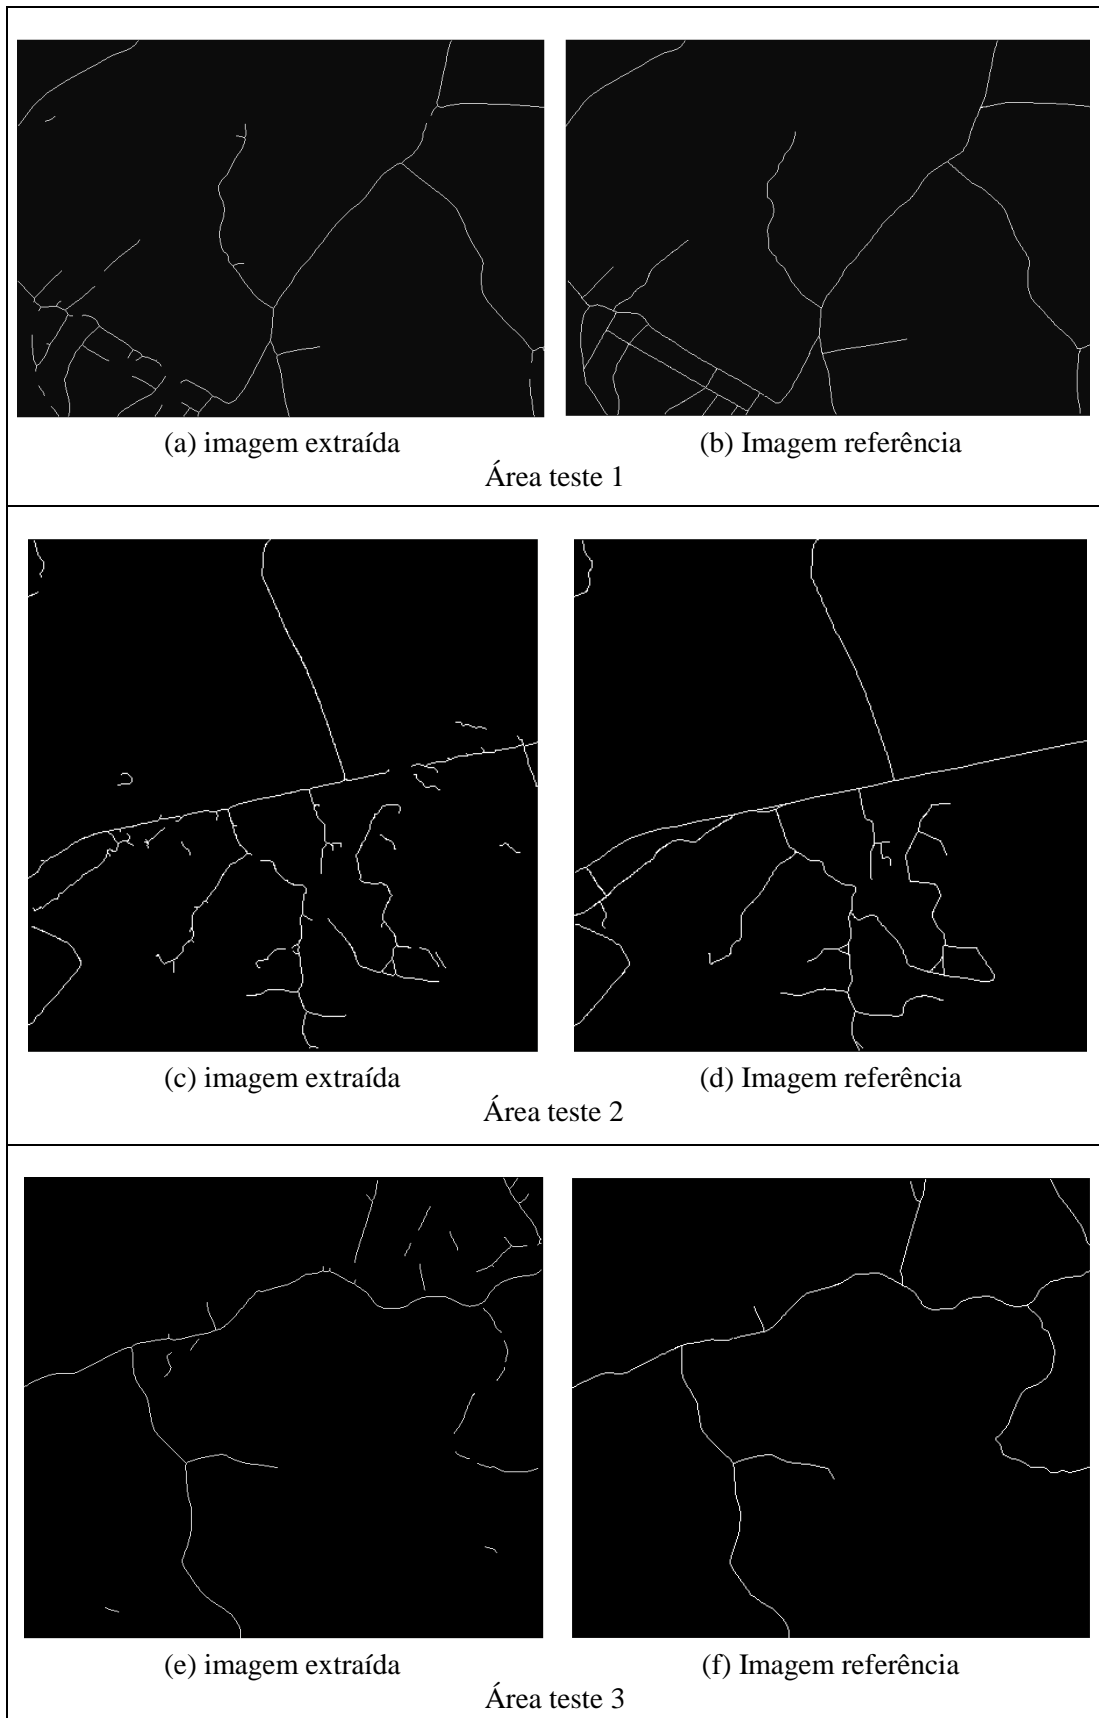 (a) imagem extraída (b) Imagem referência
Área teste 1
(c) imagem extraída (d) Imagem referência
Área teste 2
(e) imagem extraída (f) Imagem referência
Área teste 3